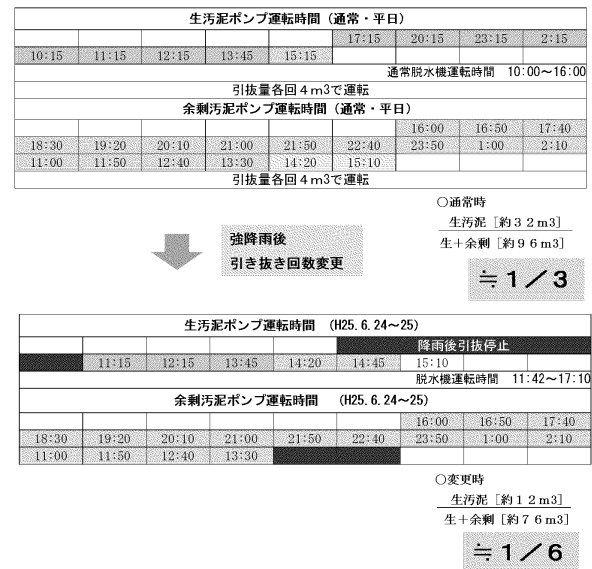 生汚泥ポンプ運転時間（通常・平日）
17:15 20:15 23:15 2:15
10:15 11:15 12:15 13:45 15:15
通常脱水機運転時間 10:00～16:00
引抜量各回４ｍ3で運転
余剰汚泥ポンプ運転時間（通常・平日）
16:00 16:50 17:40
18:30 19:20 20:10 21:00 21:50 22:40 23:50 1:00 2:10
11:00 11:50 12:40 13:30 14:20 15:10
引抜量各回４ｍ3で運転
○通常時
生汚泥［約３２ｍ3］
生＋余剰［約９６ｍ3］
≒１／３
強降雨後
引き抜き回数変更
生汚泥ポンプ運転時間 (H25.6.24～25)
降雨後引抜停止
11:15 12:15 13:45 14:20 14:45 15:10
脱水機運転時間 11:42～17:10
余剰汚泥ポンプ運転時間 (H25.6.24～25)
16:00 16:50 17:40
18:30 19:20 20:10 21:00 21:50 22:40 23:50 1:00 2:10
11:00 11:50 12:40 13:30
○変更時
生汚泥［約１２ｍ3］
生＋余剰［約７６ｍ3］
≒１／６